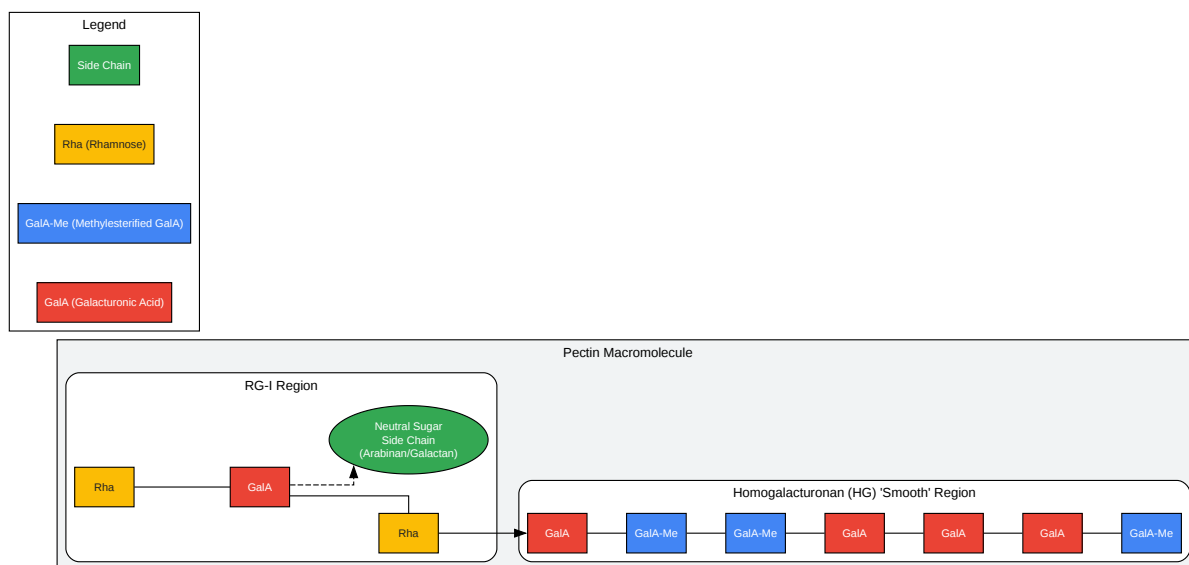 Legend
Side Chain
Rha (Rhamnose)
GalA-Me (Methylesterified GalA)
GalA (Galacturonic Acid)
Pectin Macromolecule
RG-I Region
Neutral Sugar
Side Chain
(Arabinan/Galactan)
Rha
GalA
Rha
Homogalacturonan (HG) 'Smooth' Region
GalA
GalA-Me
GalA-Me
GalA
GalA
GalA
GalA-Me